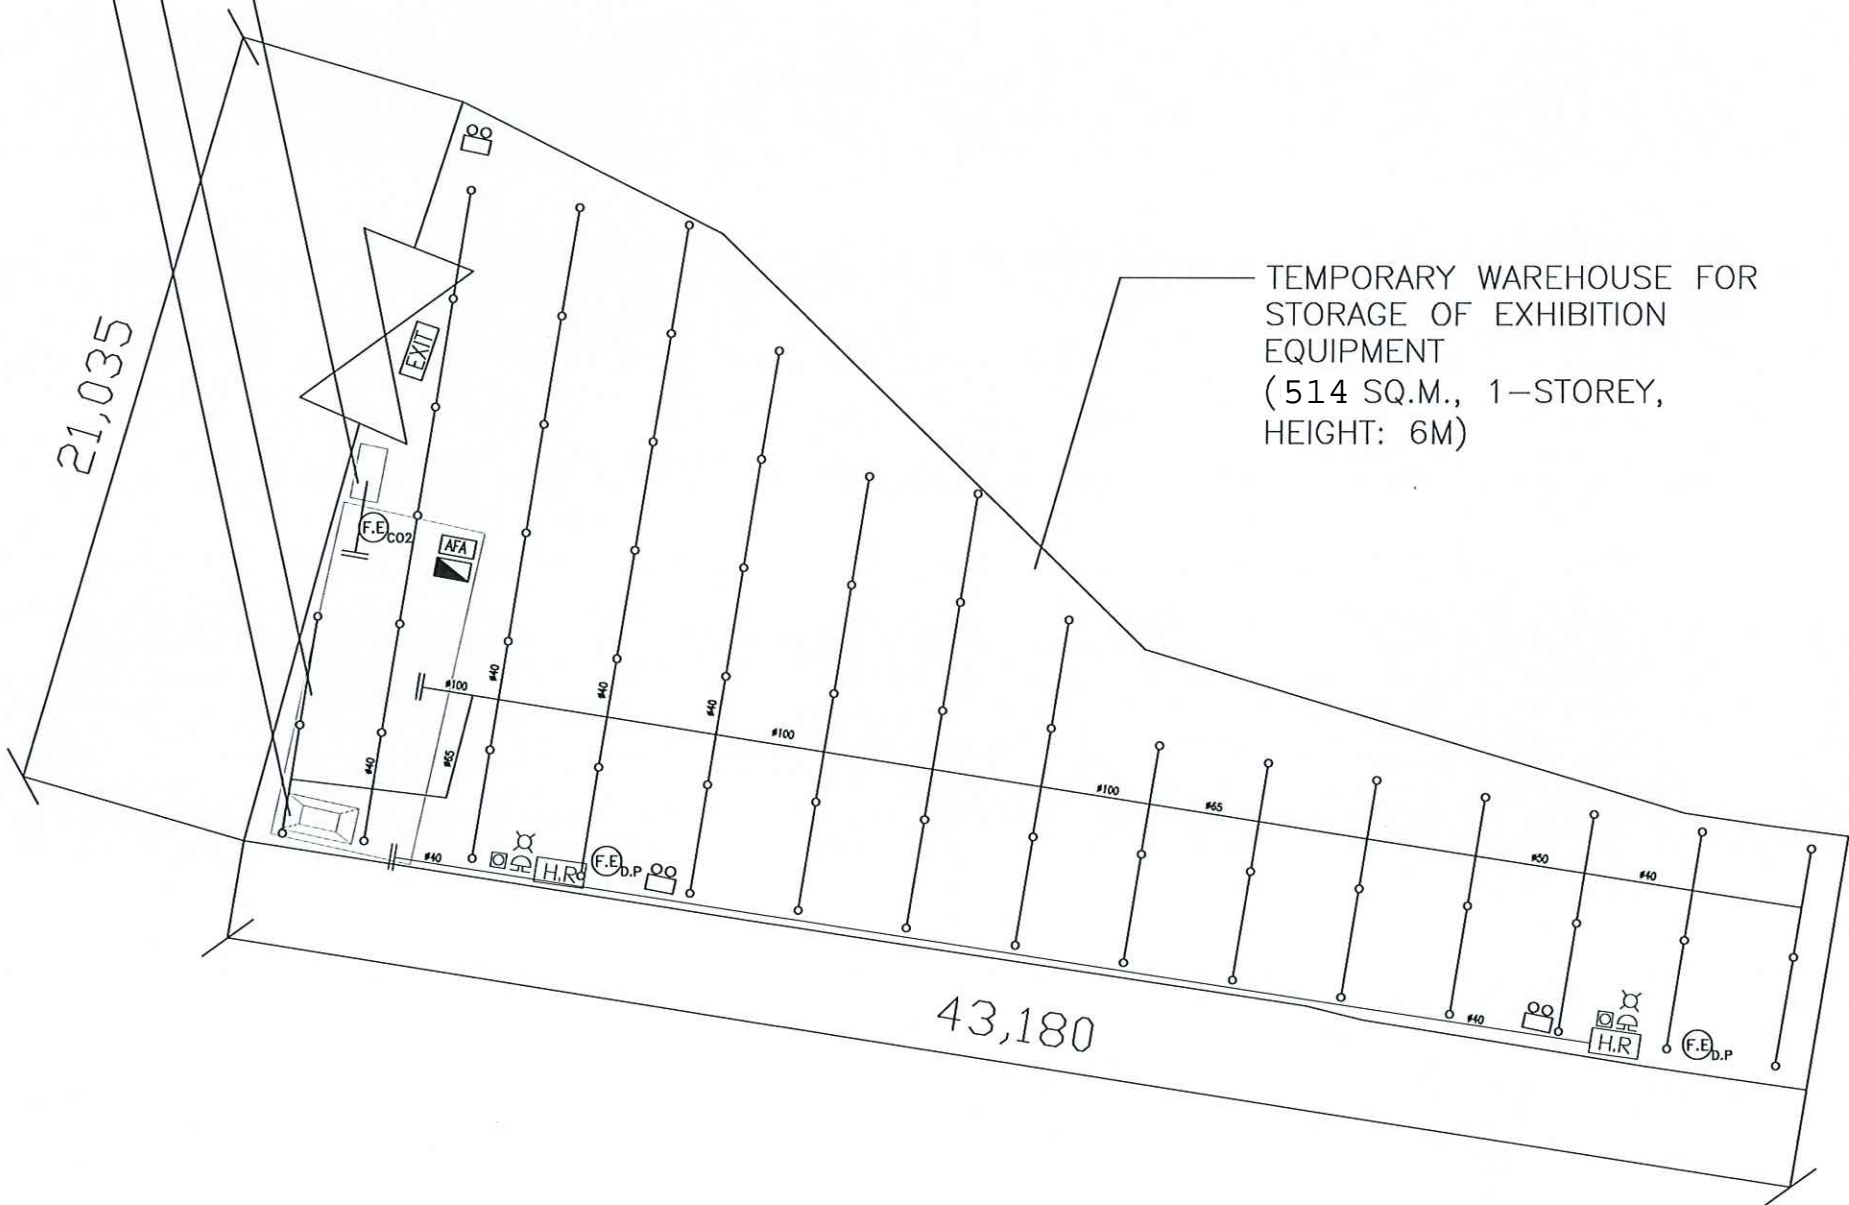 TEMPORARY WAREHOUSE FOR
STORAGE OF EXHIBITION
EQUIPMENT
(514 SQ.M., 1-STOREY,
HEIGHT: 6M)
21,035
EXIT
F.E CO2
AFA
ø100
ø40
ø40
ø40
ø100
ø65
ø40
ø100
ø65
ø50
ø40
ø40
H.R
F.E D.P
43,180
ø40
H.R
F.E D.P